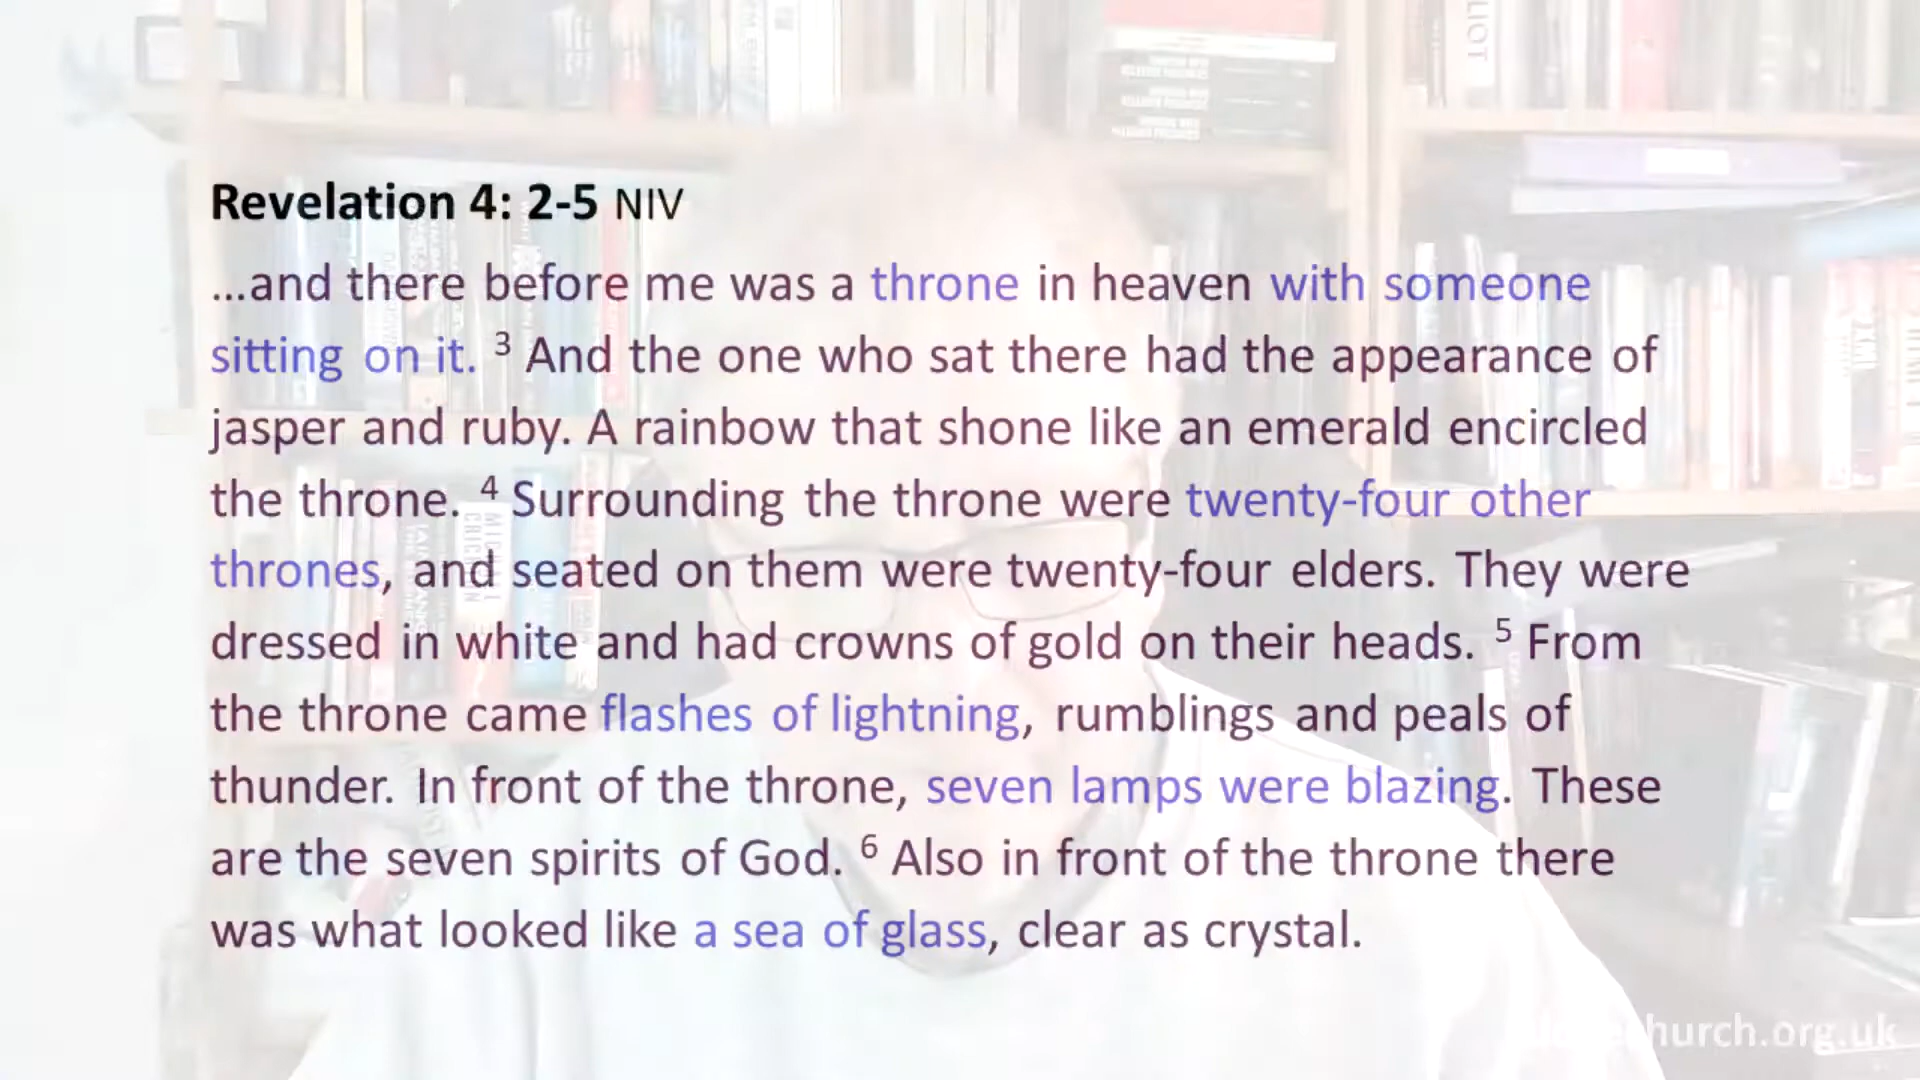 Revelation 4: 2-5 NIV
...and there before me was a throne in heaven with someone
sitting on it. 3 And the one who sat there had the appearance of
jasper and ruby. A rainbow that shone like an emerald encircled
the throne. 4 Surrounding the throne were twenty-four other
thrones, and seated on them were twenty-four elders. They were
dressed in white and had crowns of gold on their heads. 5 From
the throne came flashes of lightning, rumblings and peals of
thunder. In front of the throne, seven lamps were blazing. These
are the seven spirits of God. 6 Also in front of the throne there
was what looked like a sea of glass, clear as crystal.
church.org.uk